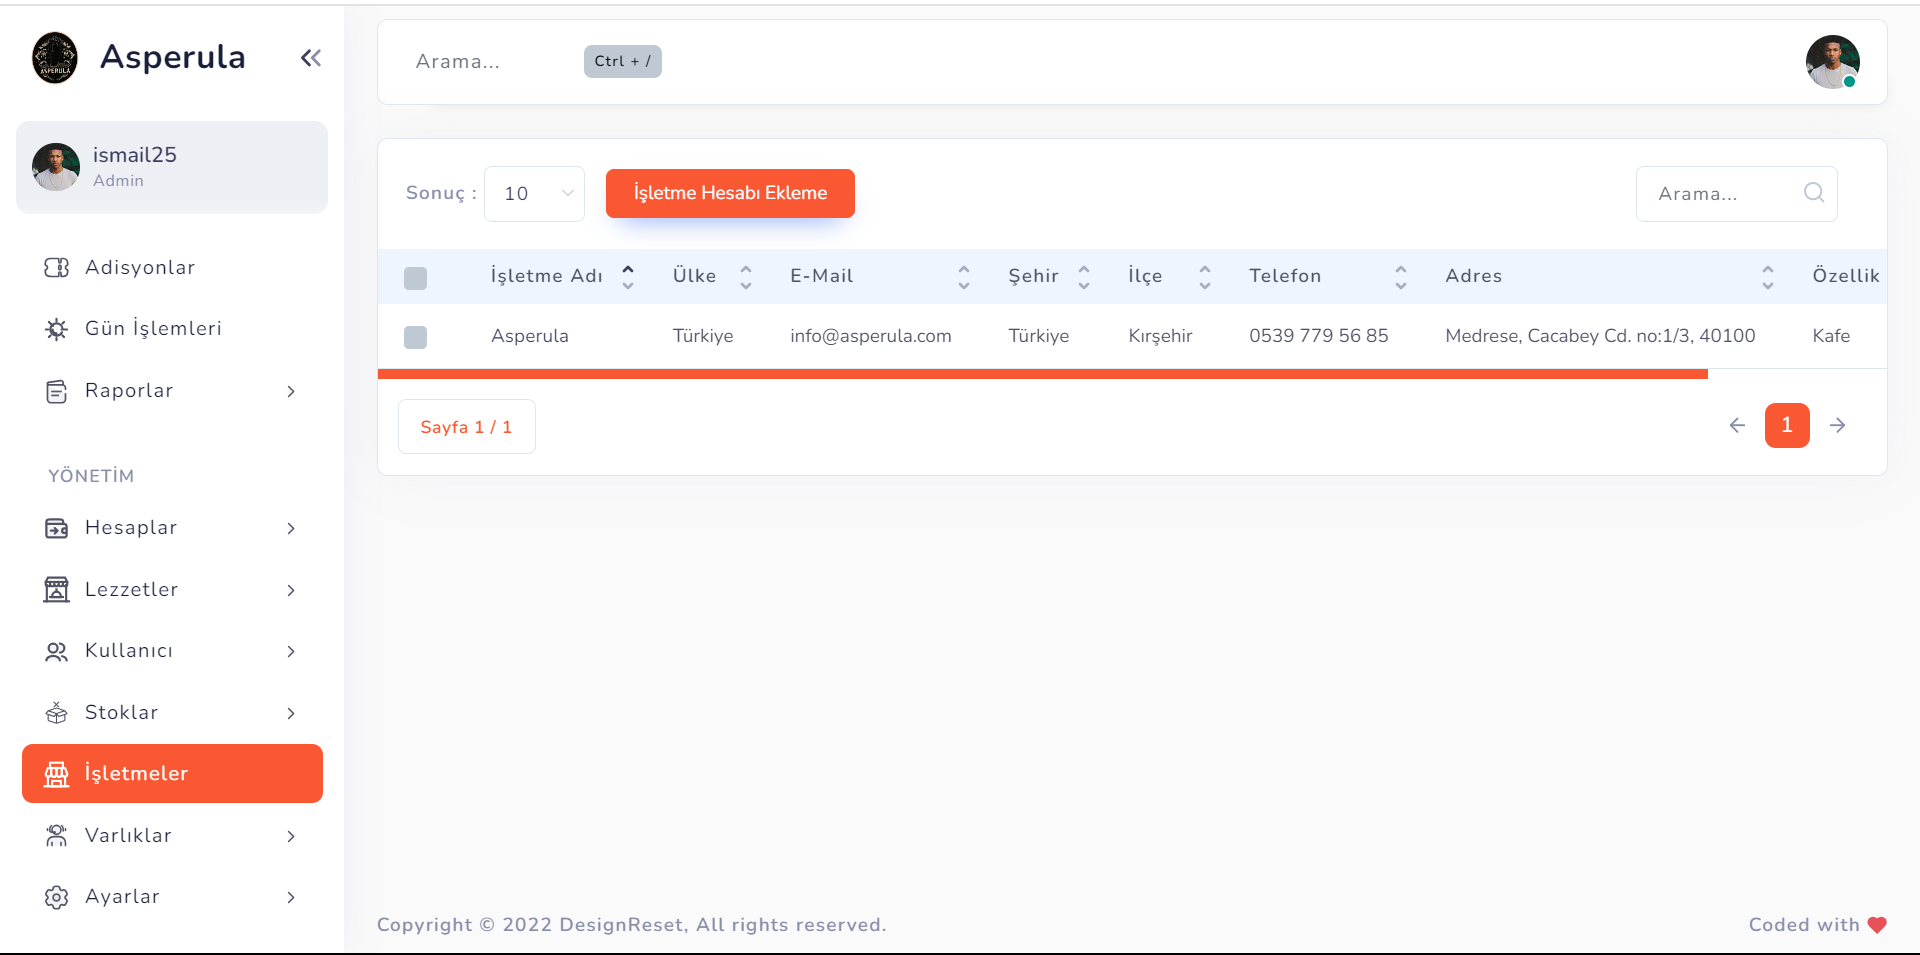 ASPERULA
Asperula
ismail25
Admin
Adisyonlar
Gün İşlemleri
Raporlar
YÖNETİM
Hesaplar
Lezzetler
Kullanıcı
Stoklar
İşletmeler
Varlıklar
Ayarlar
Arama... Ctrl + /
Sonuç : 10 İşletme Hesabı Ekleme Arama...
İşletme Adı Ülke E-Mail Şehir İlçe Telefon Adres Özellik
Asperula Türkiye info@asperula.com Türkiye Kırşehir 0539 779 56 85 Medrese, Cacabey Cd. no:1/3, 40100 Kafe
Sayfa 1 / 1 1
Copyright © 2022 DesignReset, All rights reserved. Coded with